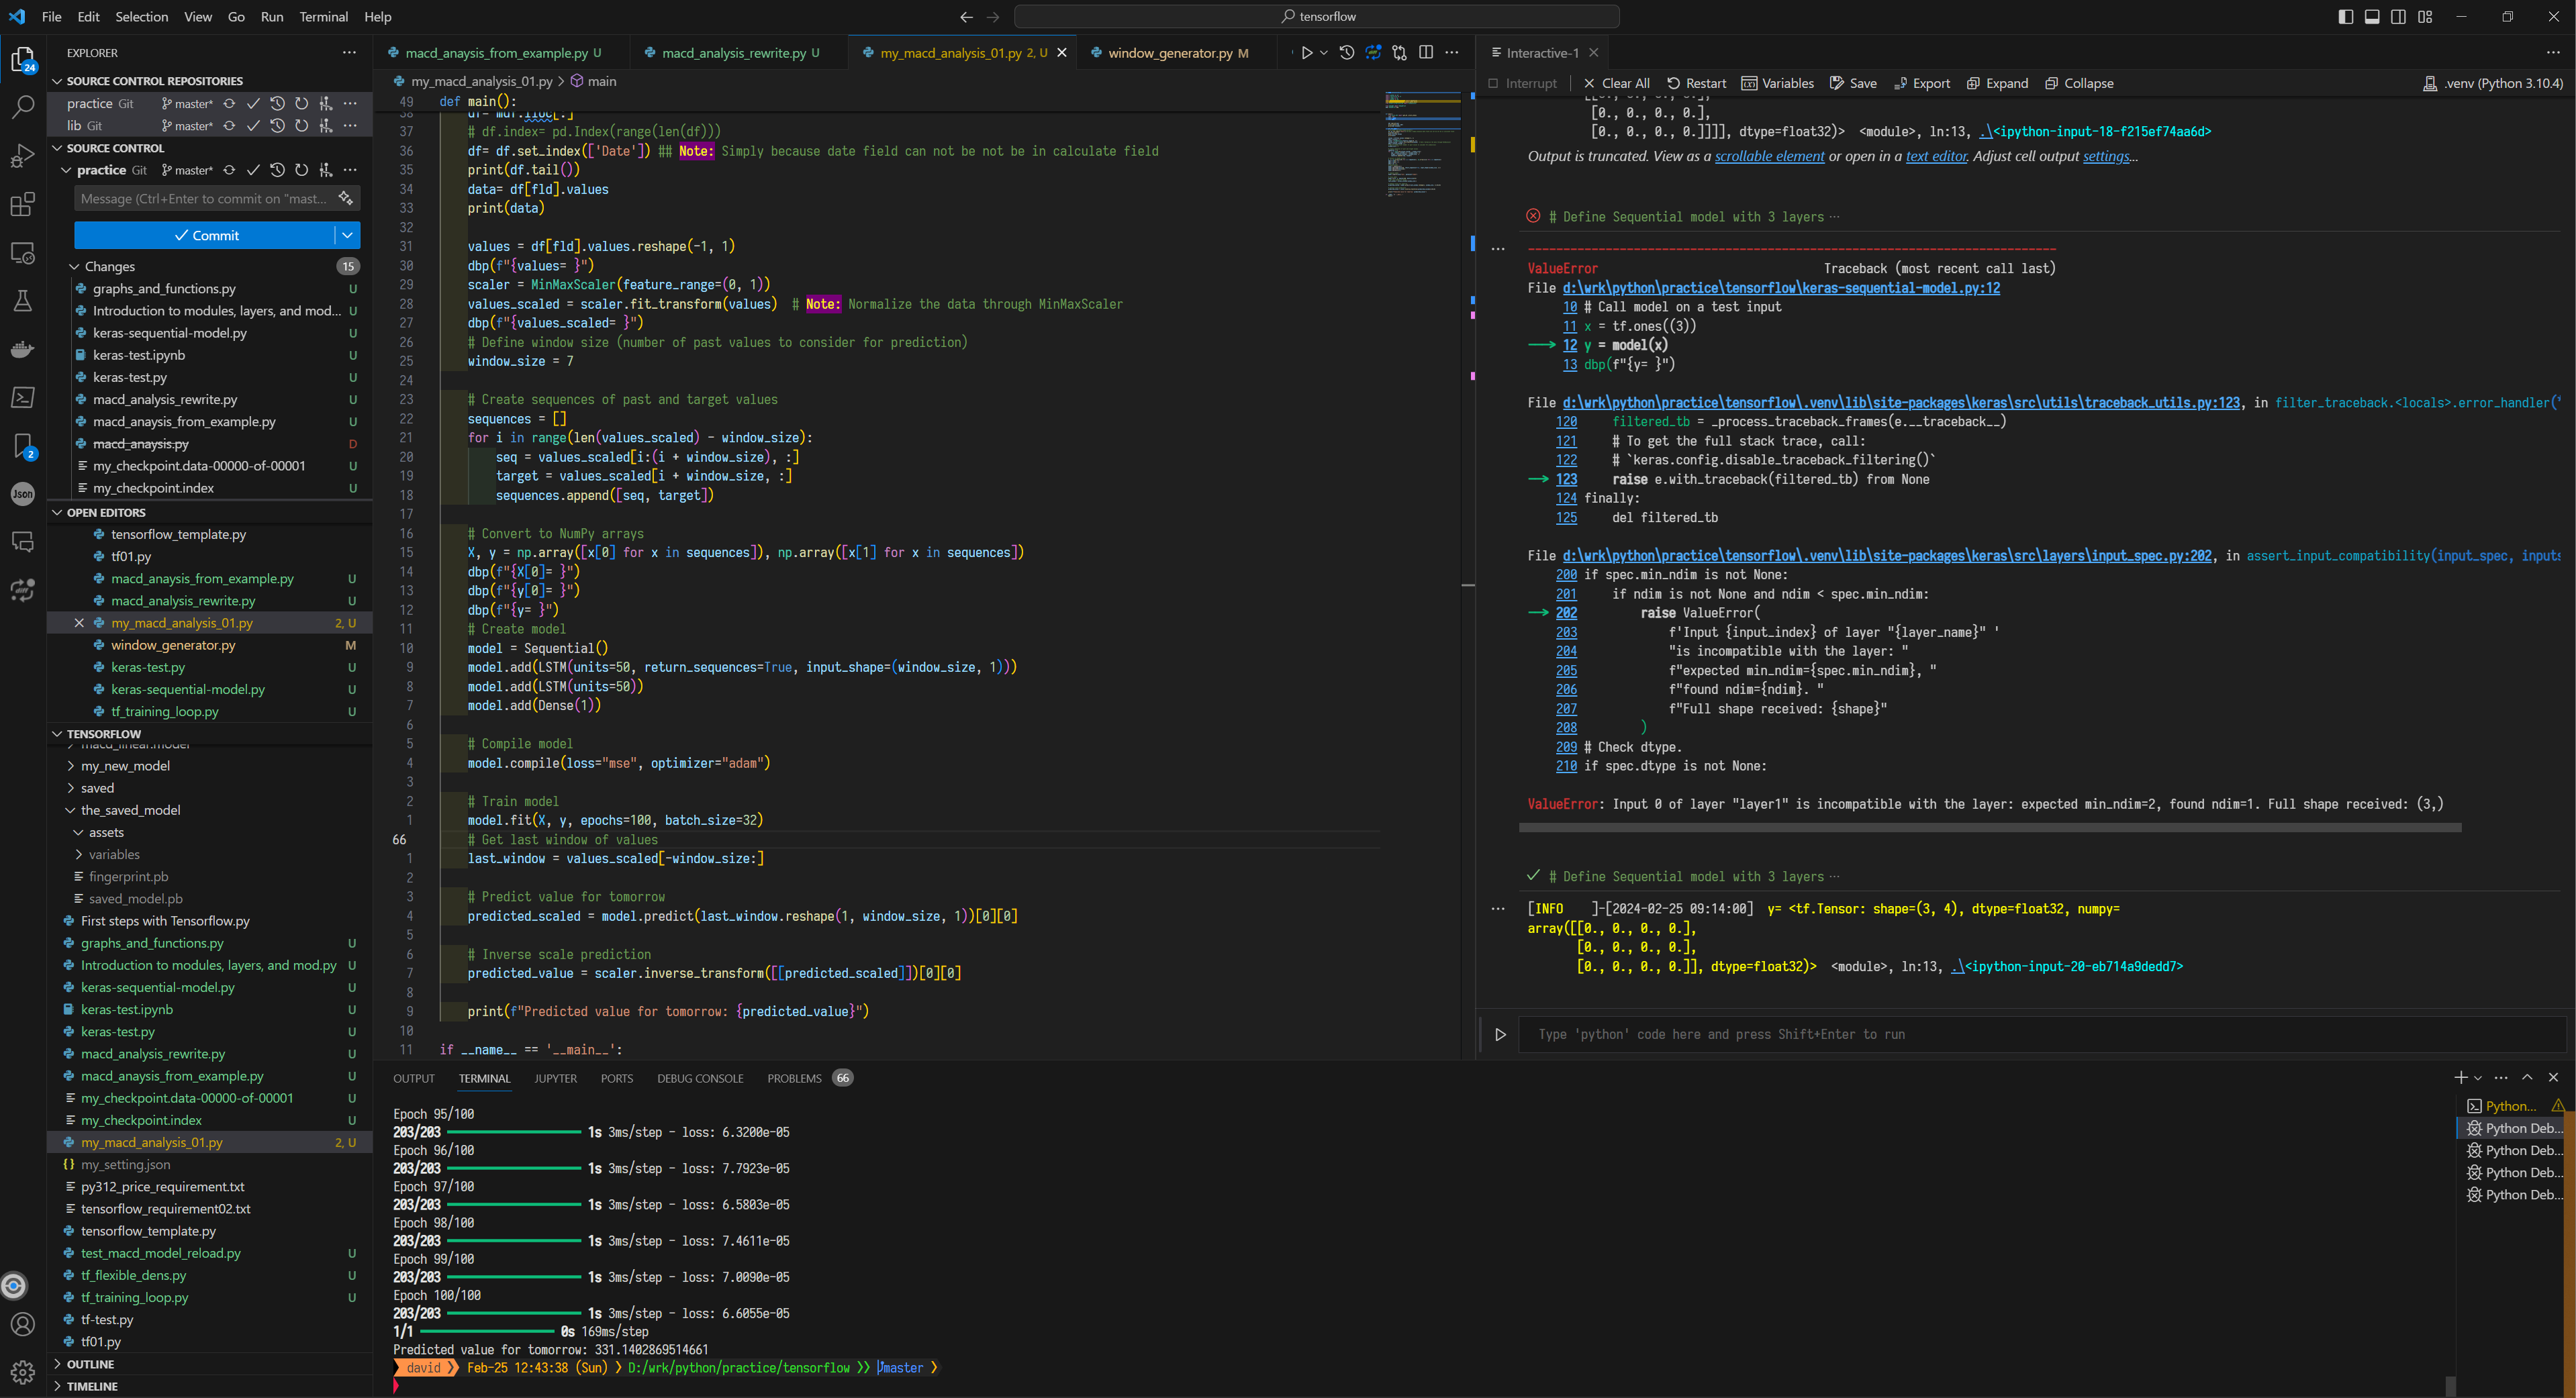 File Edit Selection View Go Run Terminal Help
tensorflow
EXPLORER
SOURCE CONTROL REPOSITORIES
practice Git master*
lib Git master*
SOURCE CONTROL
practice Git master*
Message (Ctrl+Enter to commit on "mast...
Commit
Changes 15
graphs_and_functions.py U
Introduction to modules, layers, and mod... U
keras-sequential-model.py U
keras-test.ipynb U
keras-test.py U
macd_analysis_rewrite.py U
macd_anaysis_from_example.py U
macd_anaysis.py D
my_checkpoint.data-00000-of-00001 U
my_checkpoint.index U
OPEN EDITORS
tensorflow_template.py
tf01.py
macd_anaysis_from_example.py U
macd_analysis_rewrite.py U
my_macd_analysis_01.py 2, U
window_generator.py M
keras-test.py U
keras-sequential-model.py U
tf_training_loop.py U
TENSORFLOW
macd_linear.model
my_new_model
saved
the_saved_model
assets
variables
fingerprint.pb
saved_model.pb
First steps with Tensorflow.py
graphs_and_functions.py U
Introduction to modules, layers, and mod.py U
keras-sequential-model.py U
keras-test.ipynb U
keras-test.py U
macd_analysis_rewrite.py U
macd_anaysis_from_example.py U
my_checkpoint.data-00000-of-00001 U
my_checkpoint.index U
my_macd_analysis_01.py 2, U
my_setting.json
py312_price_requirement.txt
tensorflow_requirement02.txt
tensorflow_template.py
test_macd_model_reload.py U
tf_flexible_dens.py U
tf_training_loop.py U
tf-test.py
tf01.py
OUTLINE
TIMELINE
24
2
Json
macd_anaysis_from_example.py U macd_analysis_rewrite.py U my_macd_analysis_01.py 2, U window_generator.py M
my_macd_analysis_01.py > main
49 def main():
38 df= mdf.iloc[:]
37 # df.index= pd.Index(range(len(df)))
36 df= df.set_index(['Date']) ## Note: Simply because date field can not be not be in calculate field
35 print(df.tail())
34 data= df[fld].values
33 print(data)
32
31 values = df[fld].values.reshape(-1, 1)
30 dbp(f"{values= }")
29 scaler = MinMaxScaler(feature_range=(0, 1))
28 values_scaled = scaler.fit_transform(values) # Note: Normalize the data through MinMaxScaler
27 dbp(f"{values_scaled= }")
26 # Define window size (number of past values to consider for prediction)
25 window_size = 7
24
23 # Create sequences of past and target values
22 sequences = []
21 for i in range(len(values_scaled) - window_size):
20 seq = values_scaled[i:(i + window_size), :]
19 target = values_scaled[i + window_size, :]
18 sequences.append([seq, target])
17
16 # Convert to NumPy arrays
15 X, y = np.array([x[0] for x in sequences]), np.array([x[1] for x in sequences])
14 dbp(f"{X[0]= }")
13 dbp(f"{y[0]= }")
12 dbp(f"{y= }")
11 # Create model
10 model = Sequential()
9 model.add(LSTM(units=50, return_sequences=True, input_shape=(window_size, 1)))
8 model.add(LSTM(units=50))
7 model.add(Dense(1))
6
5 # Compile model
4 model.compile(loss="mse", optimizer="adam")
3
2 # Train model
1 model.fit(X, y, epochs=100, batch_size=32)
66 # Get last window of values
1 last_window = values_scaled[-window_size:]
2
3 # Predict value for tomorrow
4 predicted_scaled = model.predict(last_window.reshape(1, window_size, 1))[0][0]
5
6 # Inverse scale prediction
7 predicted_value = scaler.inverse_transform([[predicted_scaled]])[0][0]
8
9 print(f"Predicted value for tomorrow: {predicted_value}")
10
11 if __name__ == '__main__':
Interactive-1
Interrupt Clear All Restart Variables Save Export Expand Collapse .venv (Python 3.10.4)
[[0., 0., 0., 0.],
[0., 0., 0., 0.],
[0., 0., 0., 0.]]]], dtype=float32)> <module>, ln:13, .\<ipython-input-18-f215ef74aa6d>
Output is truncated. View as a scrollable element or open in a text editor. Adjust cell output settings...
# Define Sequential model with 3 layers ...
---------------------------------------------------------------------------
ValueError Traceback (most recent call last)
File d:\wrk\python\practice\tensorflow\keras-sequential-model.py:12
10 # Call model on a test input
11 x = tf.ones((3))
12 y = model(x)
13 dbp(f"{y= }")
File d:\wrk\python\practice\tensorflow\.venv\lib\site-packages\keras\src\utils\traceback_utils.py:123, in filter_traceback.<locals>.error_handler(*
120 filtered_tb = _process_traceback_frames(e.__traceback__)
121 # To get the full stack trace, call:
122 # `keras.config.disable_traceback_filtering()`
123 raise e.with_traceback(filtered_tb) from None
124 finally:
125 del filtered_tb
File d:\wrk\python\practice\tensorflow\.venv\lib\site-packages\keras\src\layers\input_spec.py:202, in assert_input_compatibility(input_spec, inputs
200 if spec.min_ndim is not None:
201 if ndim is not None and ndim < spec.min_ndim:
202 raise ValueError(
203 f'Input {input_index} of layer "{layer_name}" '
204 "is incompatible with the layer: "
205 f"expected min_ndim={spec.min_ndim}, "
206 f"found ndim={ndim}. "
207 f"Full shape received: {shape}"
208 )
209 # Check dtype.
210 if spec.dtype is not None:
ValueError: Input 0 of layer "layer1" is incompatible with the layer: expected min_ndim=2, found ndim=1. Full shape received: (3,)
# Define Sequential model with 3 layers ...
[INFO ]-[2024-02-25 09:14:00] y= <tf.Tensor: shape=(3, 4), dtype=float32, numpy=
array([[0., 0., 0., 0.],
[0., 0., 0., 0.],
[0., 0., 0., 0.]], dtype=float32)> <module>, ln:13, .\<ipython-input-20-eb714a9dedd7>
Type 'python' code here and press Shift+Enter to run
OUTPUT TERMINAL JUPYTER PORTS DEBUG CONSOLE PROBLEMS 66
Epoch 95/100
203/203 1s 3ms/step - loss: 6.3200e-05
Epoch 96/100
203/203 1s 3ms/step - loss: 7.7923e-05
Epoch 97/100
203/203 1s 3ms/step - loss: 6.5803e-05
Epoch 98/100
203/203 1s 3ms/step - loss: 7.4611e-05
Epoch 99/100
203/203 1s 3ms/step - loss: 7.0090e-05
Epoch 100/100
203/203 1s 3ms/step - loss: 6.6055e-05
1/1 0s 169ms/step
Predicted value for tomorrow: 331.1402869514661
david Feb-25 12:43:38 (Sun) D:/wrk/python/practice/tensorflow >> master
Python...
Python Deb...
Python Deb...
Python Deb...
Python Deb...